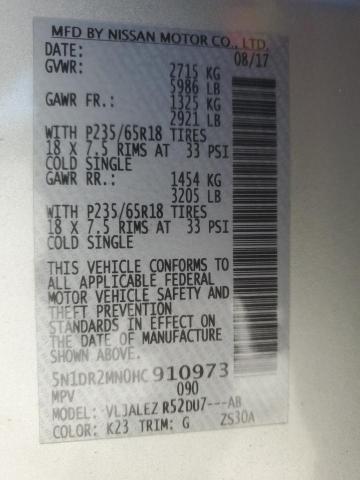 MFD BY NISSAN MOTOR CO., LTD.
DATE: 08/17
GVWR: 2715 KG
5986 LB
GAWR FR.: 1325 KG
2921 LB
WITH P235/65R18 TIRES
18 X 7.5 RIMS AT 33 PSI
COLD SINGLE
GAWR RR.: 1454 KG
3205 LB
WITH P235/65R18 TIRES
18 X 7.5 RIMS AT 33 PSI
COLD SINGLE
THIS VEHICLE CONFORMS TO
ALL APPLICABLE FEDERAL
MOTOR VEHICLE SAFETY AND
THEFT PREVENTION
STANDARDS IN EFFECT ON
THE DATE OF MANUFACTURE
SHOWN ABOVE.
5N1DR2MN0HC 910973
MPV 090
MODEL: VLJALEZ R52DU7---AB
COLOR: K23 TRIM: G ZS30A